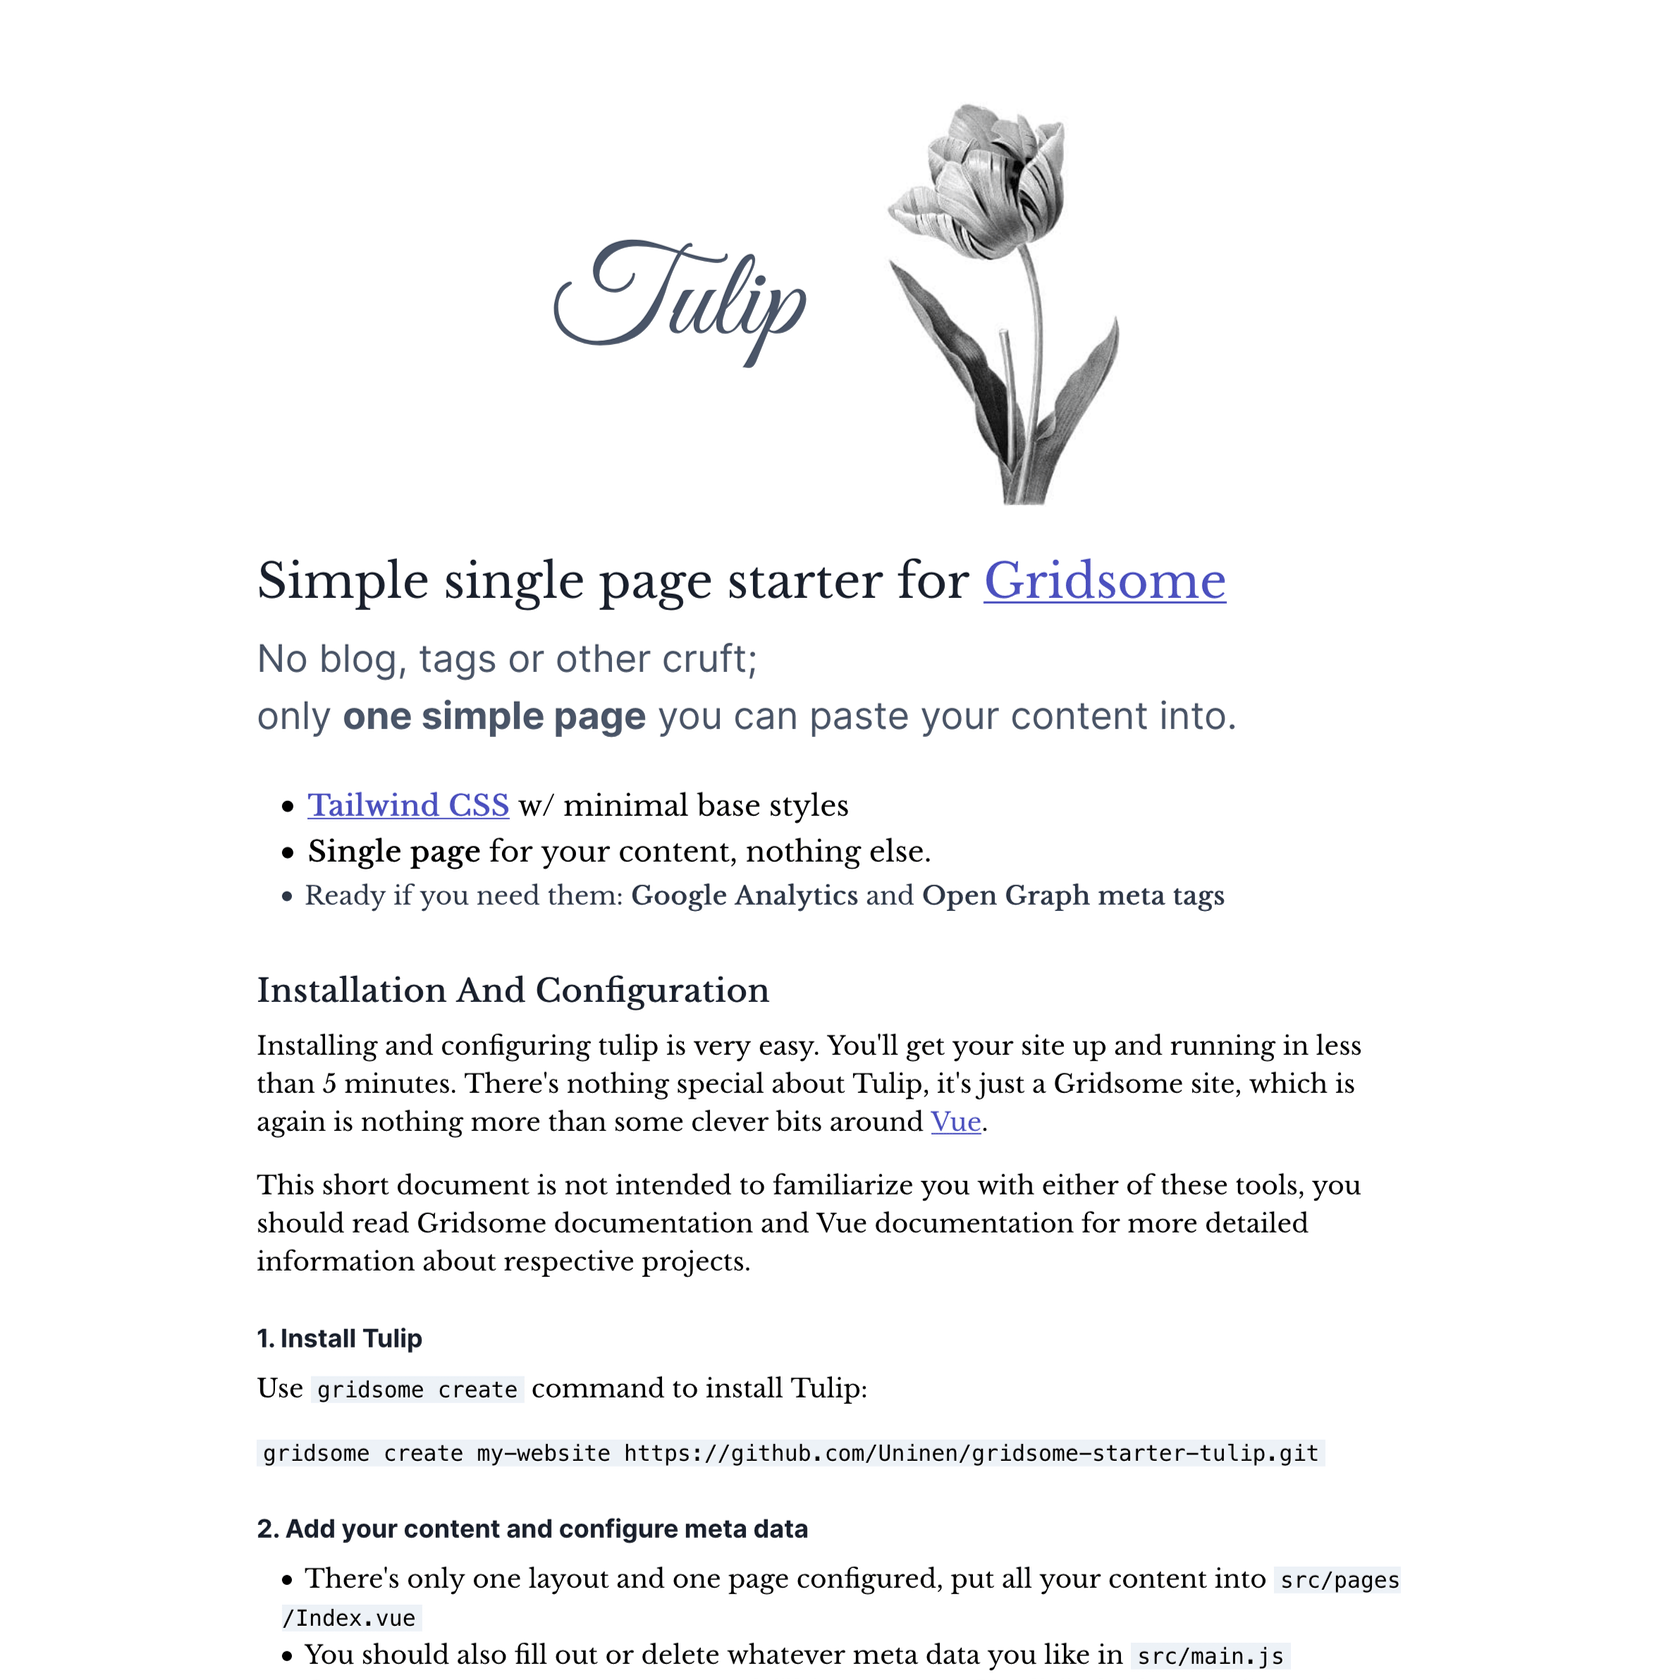 Tulip
Simple single page starter for Gridsome
No blog, tags or other cruft;
only one simple page you can paste your content into.
• Tailwind CSS w/ minimal base styles
• Single page for your content, nothing else.
• Ready if you need them: Google Analytics and Open Graph meta tags
Installation And Configuration
Installing and configuring tulip is very easy. You'll get your site up and running in less
than 5 minutes. There's nothing special about Tulip, it's just a Gridsome site, which is
again is nothing more than some clever bits around Vue.
This short document is not intended to familiarize you with either of these tools, you
should read Gridsome documentation and Vue documentation for more detailed
information about respective projects.
1. Install Tulip
Use gridsome create command to install Tulip:
gridsome create my-website https://github.com/Uninen/gridsome-starter-tulip.git
2. Add your content and configure meta data
• There's only one layout and one page configured, put all your content into src/pages
/Index.vue
• You should also fill out or delete whatever meta data you like in src/main.js